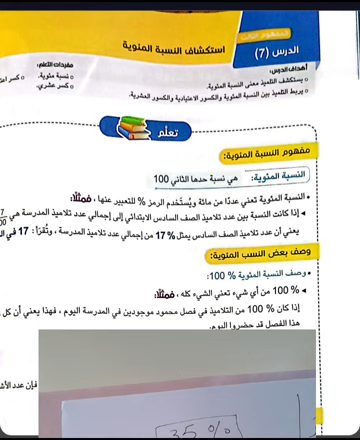 المفهوم الثانى
الدرس (7)
استكشاف النسبة المئوية
أهداف الدرس:
مفردات التعلم:
○ يستكشف التلميذ معنى النسبة المئوية.
○ نسبة مئوية.
○ كسر
○ يربط التلميذ بين النسبة المئوية والكسور الاعتيادية والكسور العشرية.
○ كسر عشري.
تعلم
مفهوم النسبة المئوية:
النسبة المئوية: هي نسبة حدها الثاني 100
• النسبة المئوية تعني عددًا من مائة ويُستخدم الرمز % للتعبير عنها ، فمثلًا:
◂ إذا كانت النسبة بين عدد تلاميذ الصف السادس الابتدائي إلى إجمالي عدد تلاميذ المدرسة هي
يعني أن عدد تلاميذ الصف السادس يمثل % 17 من إجمالي عدد تلاميذ المدرسة ، وتُقرأ : 17 في
وصف بعض النسب المئوية:
• وصف النسبة المئوية % 100:
◂ % 100 من أي شيء تعني الشيء كله ، فمثلًا:
إذا كان % 100 من التلاميذ في فصل محمود موجودين في المدرسة اليوم ، فهذا يعني أن كل
هذا الفصل قد حضروا اليوم.
فإن عدد
35 %